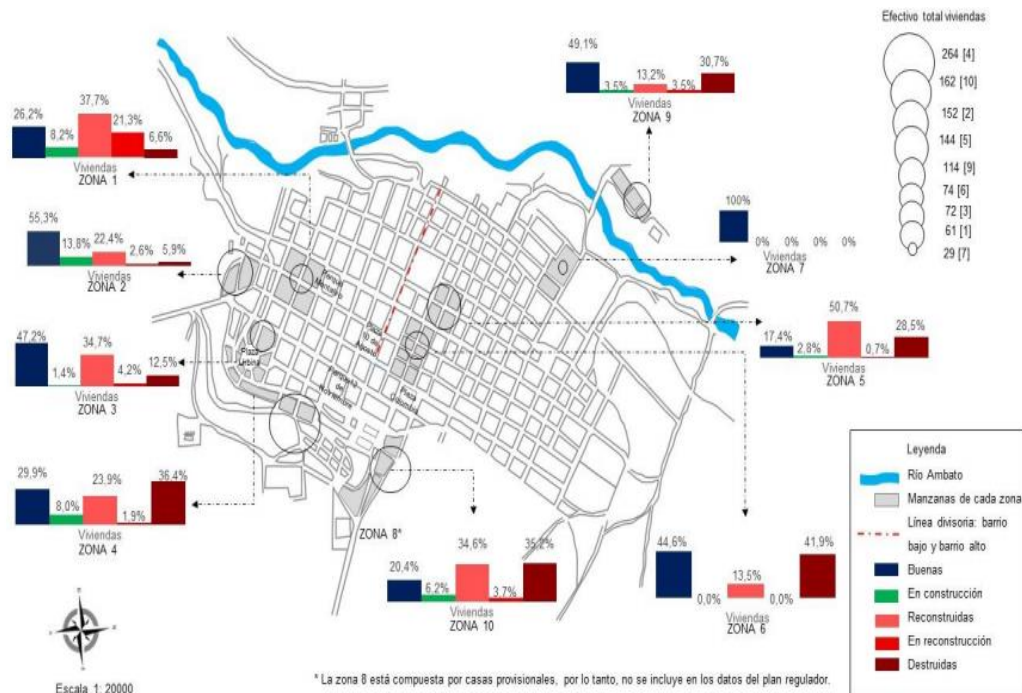 Efectivo total viviendas
264 [4]
162 [10]
152 [2]
144 [5]
114 [9]
74 [6]
72 [3]
61 [1]
29 [7]
49,1%
3,5%
13,2%
3,5%
30,7%
Viviendas
ZONA 9
26,2%
8,2%
37,7%
21,3%
6,6%
Viviendas
ZONA 1
55,3%
13,8%
22,4%
2,6%
5,9%
Viviendas
ZONA 2
100%
0% 0% 0% 0%
Viviendas
ZONA 7
47,2%
1,4%
34,7%
4,2%
12,5%
Viviendas
ZONA 3
17,4%
2,8%
50,7%
0,7%
28,5%
Viviendas
ZONA 5
29,9%
8,0%
23,9%
1,9%
36,4%
Viviendas
ZONA 4
Parque
Montalvo
Plaza
Urbina
Parque 12 de
Noviembre
Plaza
10 de
Agosto
Plaza
Colombia
ZONA 8*
20,4%
6,2%
34,6%
3,7%
35,2%
Viviendas
ZONA 10
44,6%
0,0%
13,5%
0,0%
41,9%
Viviendas
ZONA 6
Leyenda
Río Ambato
Manzanas de cada zona
Línea divisoria: barrio
bajo y barrio alto
Buenas
En construcción
Reconstruidas
En reconstrucción
Destruidas
Escala 1: 20000
* La zona 8 está compuesta por casas provisionales, por lo tanto, no se incluye en los datos del plan regulador.